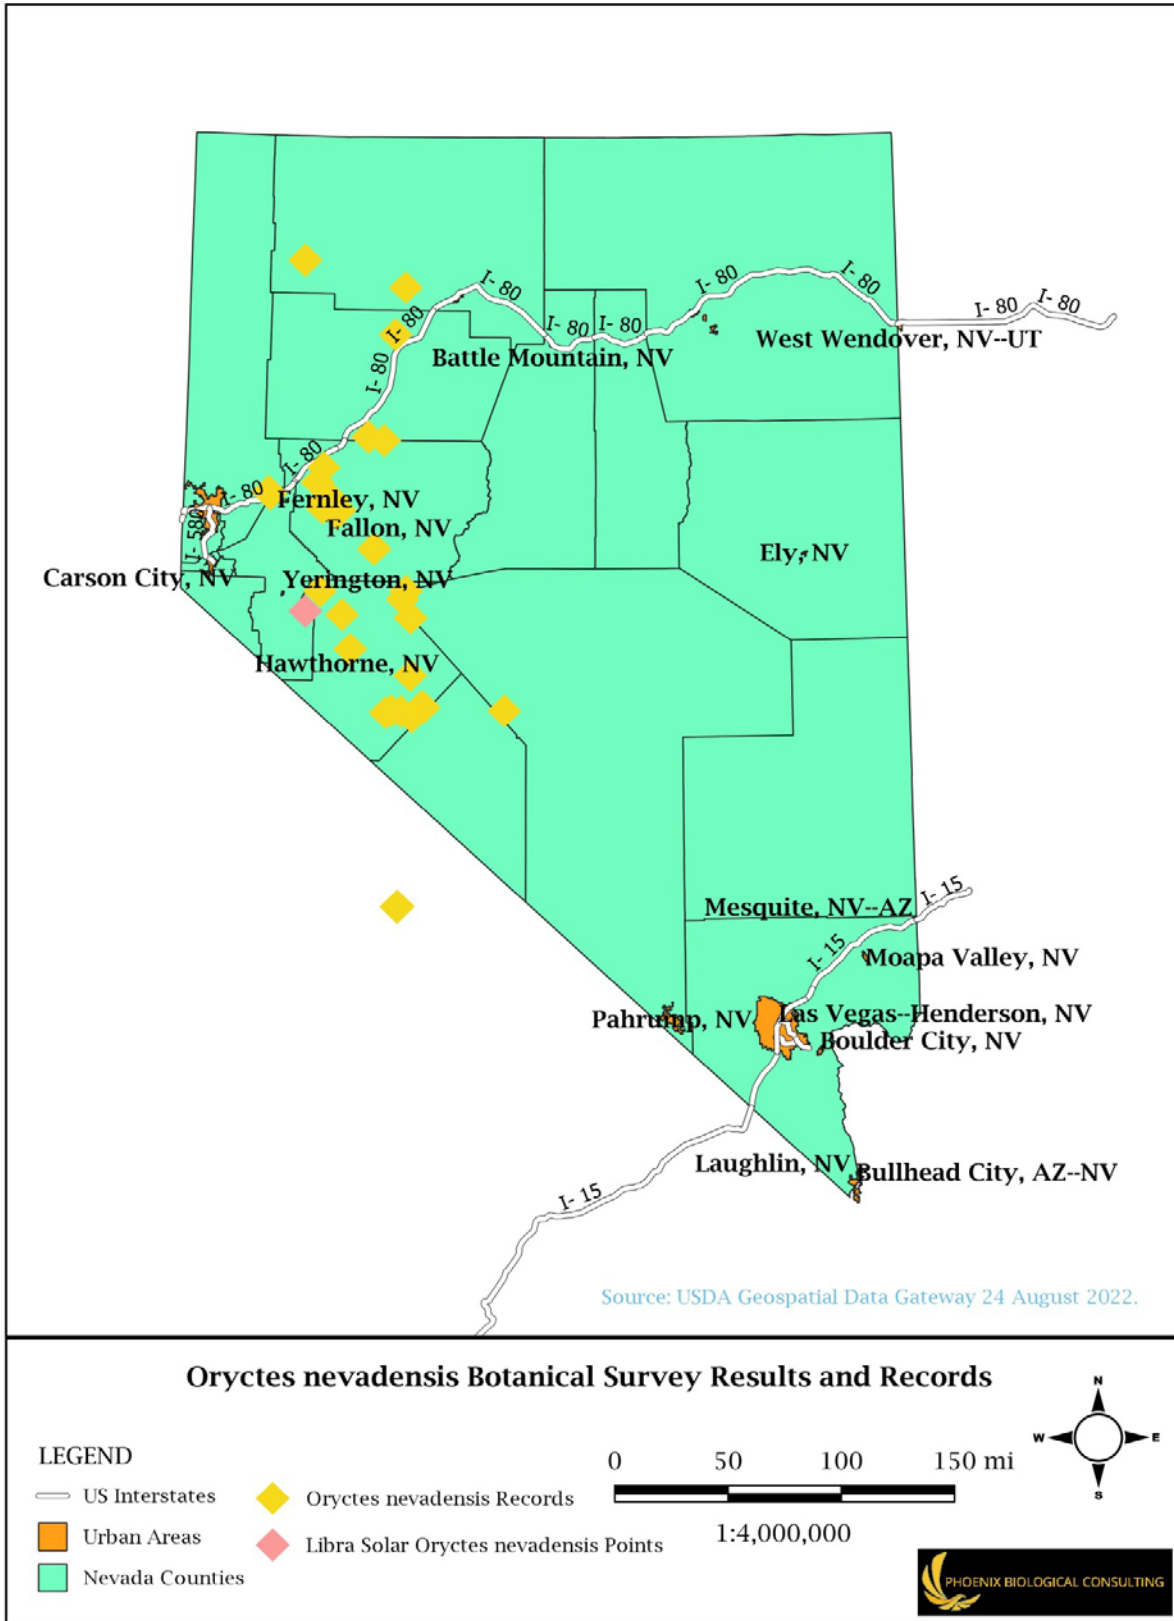 I- 80
I- 80
I- 80
I- 80
I- 80
I- 80
I- 80
I- 80
I- 80
West Wendover, NV--UT
Battle Mountain, NV
I- 80
I- 80
I- 80
Fernley, NV
Fallon, NV
I- 580
Ely, NV
Carson City, NV
Yerington, NV
Hawthorne, NV
I- 15
Mesquite, NV--AZ
I- 15
Moapa Valley, NV
Las Vegas--Henderson, NV
Pahrump, NV
Boulder City, NV
Laughlin, NV
Bullhead City, AZ--NV
I- 15
Source: USDA Geospatial Data Gateway 24 August 2022.
Oryctes nevadensis Botanical Survey Results and Records
N
W E
S
LEGEND
US Interstates
Urban Areas
Nevada Counties
Oryctes nevadensis Records
Libra Solar Oryctes nevadensis Points
0 50 100 150 mi
1:4,000,000
PHOENIX BIOLOGICAL CONSULTING